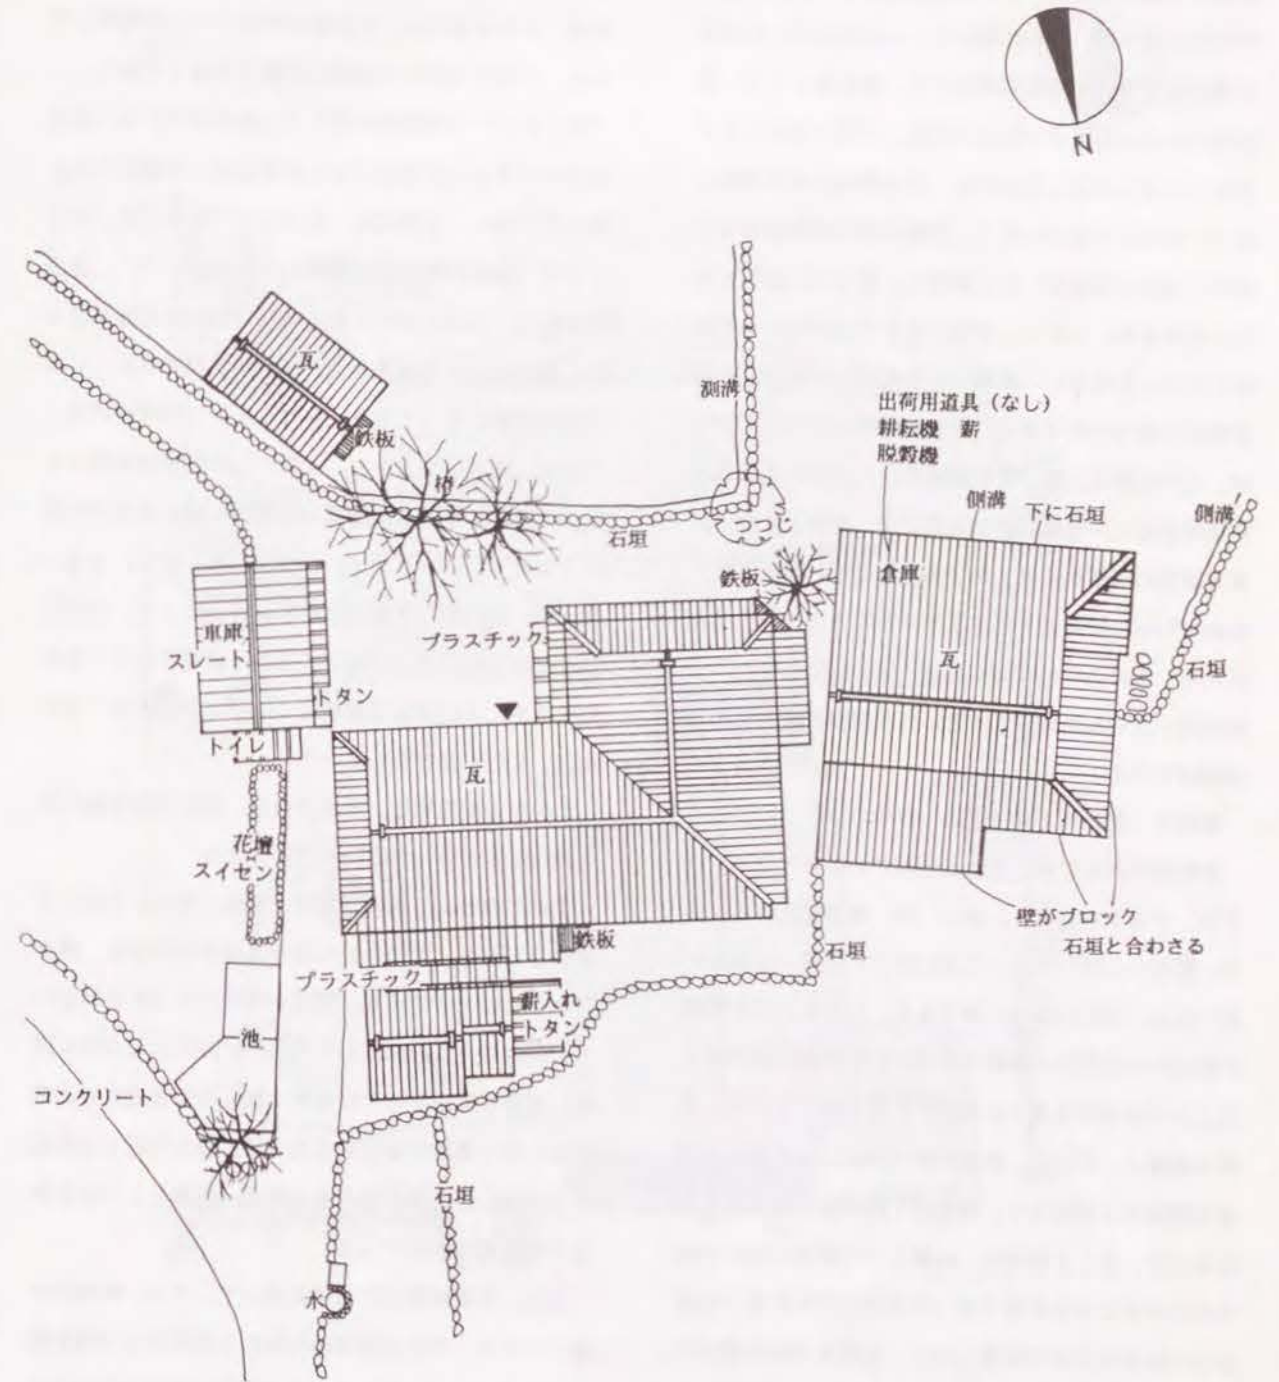 N
瓦
鉄板
椿
石垣
測溝
つつじ
出荷用道具（なし）
耕耘機　薪
脱穀機
側溝
下に石垣
側溝
倉庫
瓦
石垣
鉄板
プラスチック
車庫
スレート
トタン
トイレ
瓦
花壇
スイセン
鉄板
プラスチック
薪入れ
トタン
石垣
壁がブロック
石垣と合わさる
池
コンクリート
石垣
水